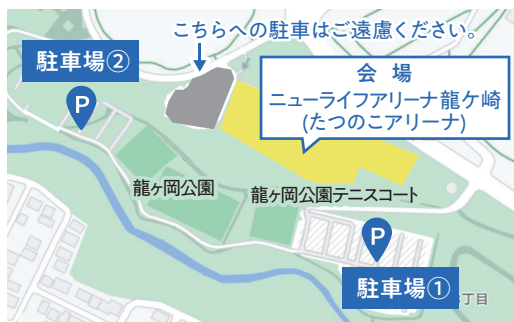 こちらへの駐車はご遠慮ください。
駐車場②
P
会場
ニューライフアリーナ龍ケ崎
(たつのこアリーナ)
龍ヶ岡公園
龍ヶ岡公園テニスコート
P
駐車場①
丁目